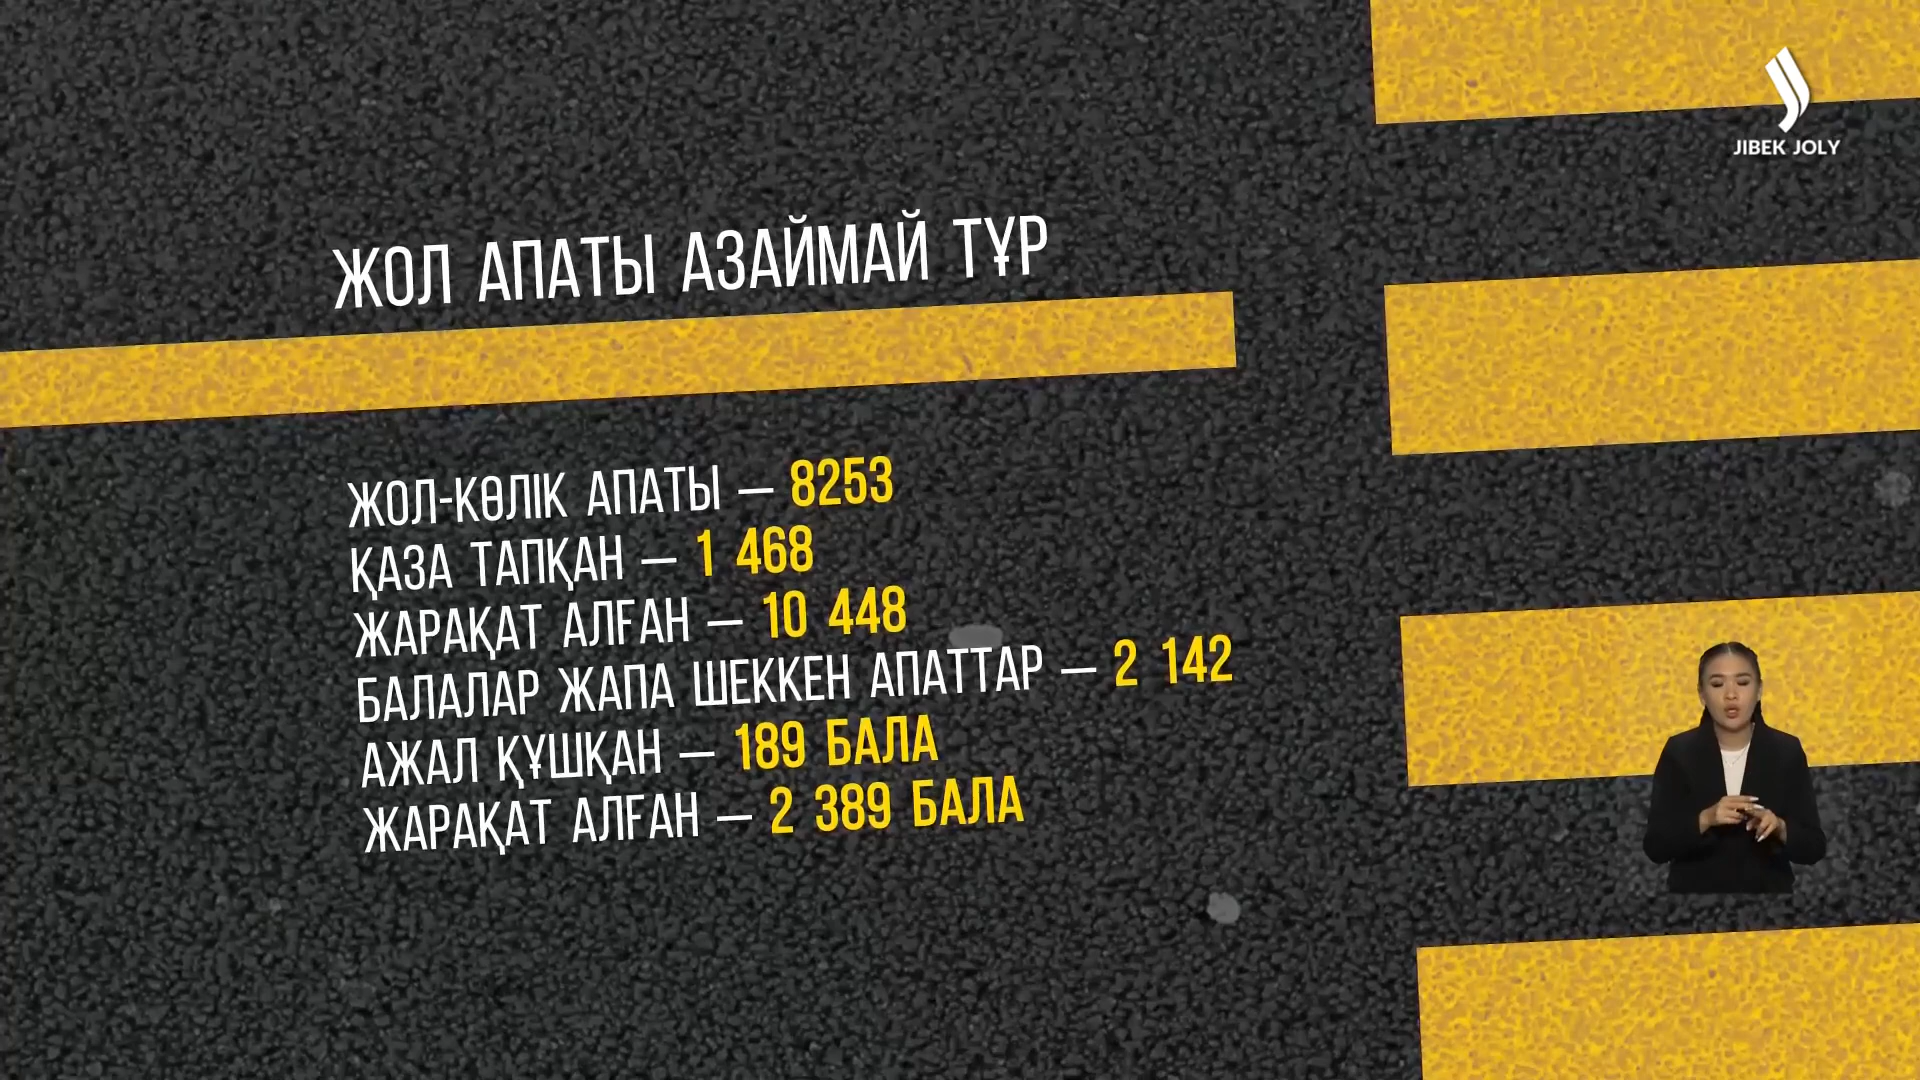 JIBEK JOLY
ЖОЛ АПАТЫ АЗАЙМАЙ ТҰР
ЖОЛ-КӨЛІК АПАТЫ – 8253
ҚАЗА ТАПҚАН – 1 468
ЖАРАҚАТ АЛҒАН – 10 448
БАЛАЛАР ЖАПА ШЕККЕН АПАТТАР – 2 142
АЖАЛ ҚҰШҚАН – 189 БАЛА
ЖАРАҚАТ АЛҒАН – 2 389 БАЛА